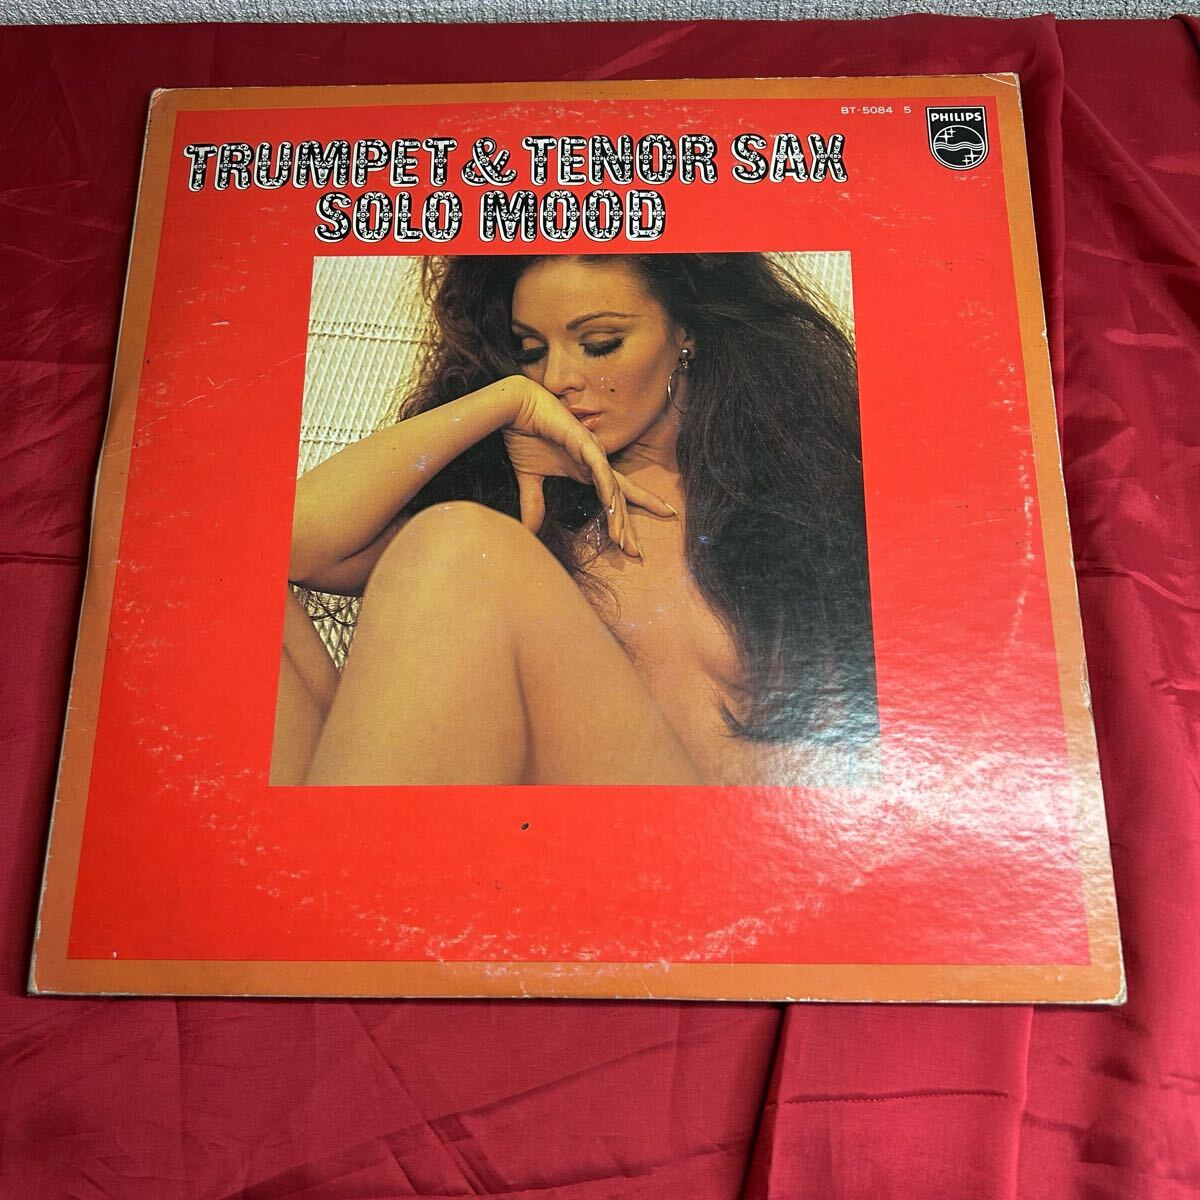 BT-5084 5
PHILIPS
TRUMPET & TENOR SAX
SOLO MOOD